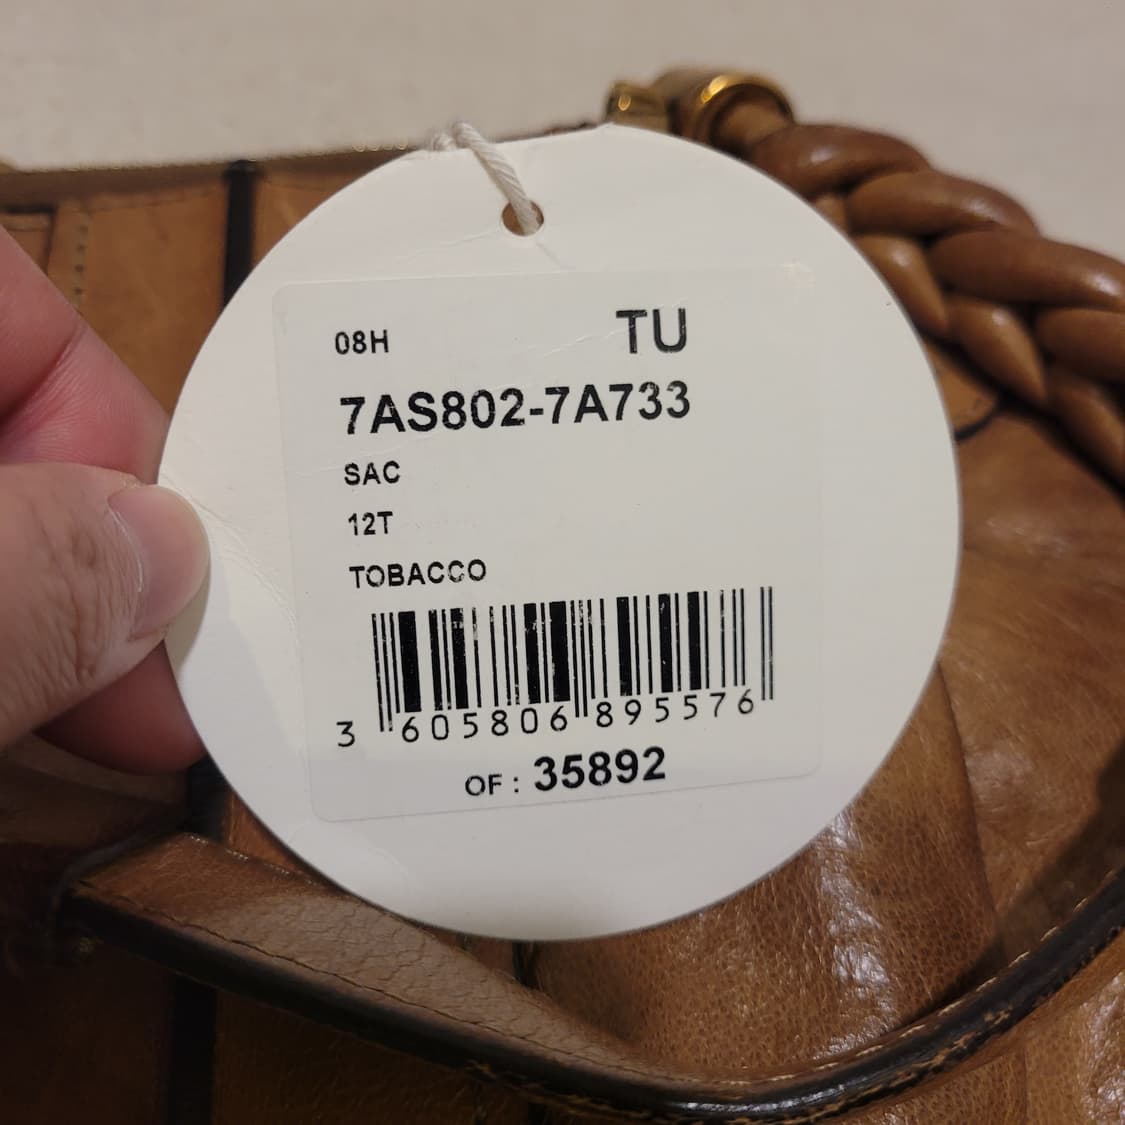 08H TU
7AS802-7A733
SAC
12T
TOBACCO
3 605806 895576
OF : 35892